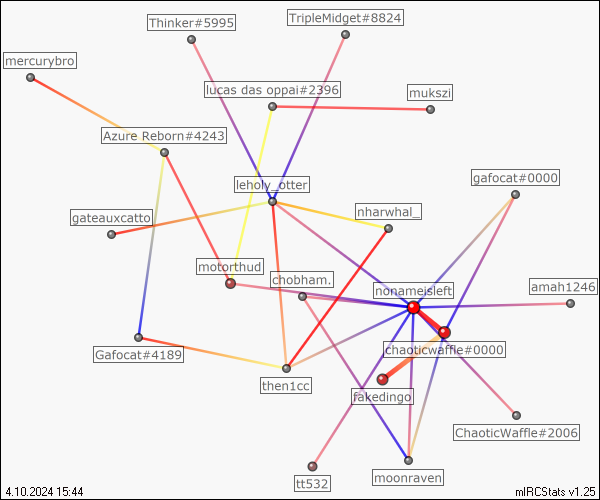 Thinker#5995
TripleMidget#8824
mercurybro
lucas das oppai#2396
mukszi
Azure Reborn#4243
leholy_otter
gafocat#0000
gateauxcatto
nharwhal_
motorthud
chobham.
nonameisleft
amah1246
Gafocat#4189
chaoticwaffle#0000
then1cc
fakedingo
ChaoticWaffle#2006
tt532
moonraven
4.10.2024 15:44
mIRCStats v1.25